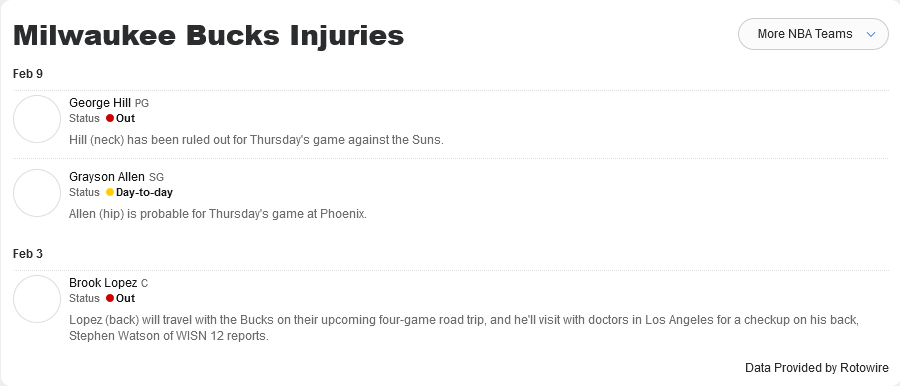 Milwaukee Bucks Injuries
More NBA Teams
Feb 9
George Hill PG
Status Out
Hill (neck) has been ruled out for Thursday's game against the Suns.
Grayson Allen SG
Status Day-to-day
Allen (hip) is probable for Thursday's game at Phoenix.
Feb 3
Brook Lopez C
Status Out
Lopez (back) will travel with the Bucks on their upcoming four-game road trip, and he'll visit with doctors in Los Angeles for a checkup on his back,
Stephen Watson of WISN 12 reports.
Data Provided by Rotowire